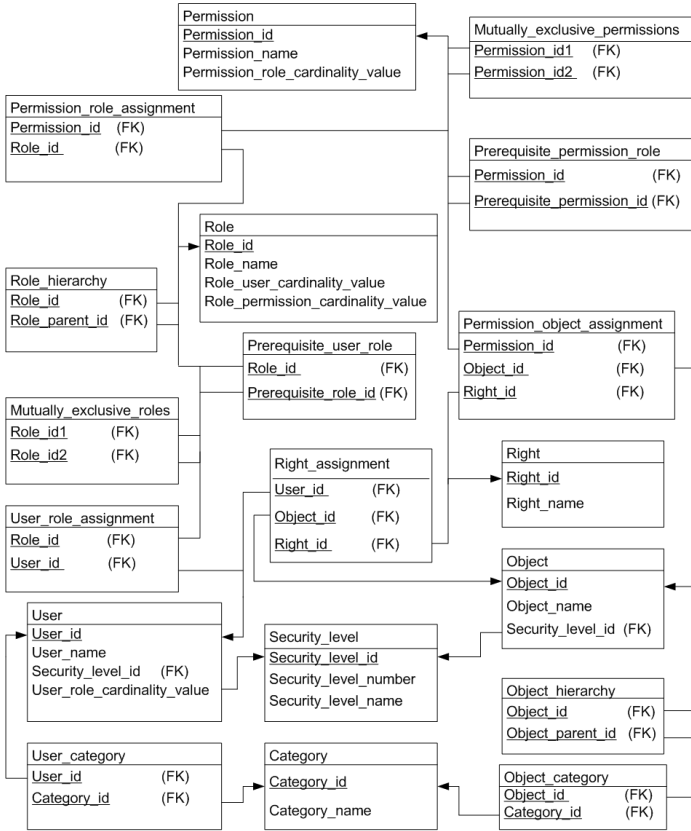 Permission
Permission_id
Permission_name
Permission_role_cardinality_value
Mutually_exclusive_permissions
Permission_id1 (FK)
Permission_id2 (FK)
Permission_role_assignment
Permission_id (FK)
Role_id (FK)
Prerequisite_permission_role
Permission_id (FK)
Prerequisite_permission_id (FK)
Role
Role_id
Role_name
Role_user_cardinality_value
Role_permission_cardinality_value
Role_hierarchy
Role_id (FK)
Role_parent_id (FK)
Permission_object_assignment
Permission_id (FK)
Object_id (FK)
Right_id (FK)
Prerequisite_user_role
Role_id (FK)
Prerequisite_role_id (FK)
Mutually_exclusive_roles
Role_id1 (FK)
Role_id2 (FK)
Right_assignment
User_id (FK)
Object_id (FK)
Right_id (FK)
Right
Right_id
Right_name
User_role_assignment
Role_id (FK)
User_id (FK)
Object
Object_id
Object_name
Security_level_id (FK)
User
User_id
User_name
Security_level_id (FK)
User_role_cardinality_value
Security_level
Security_level_id
Security_level_number
Security_level_name
Object_hierarchy
Object_id (FK)
Object_parent_id (FK)
User_category
User_id (FK)
Category_id (FK)
Category
Category_id
Category_name
Object_category
Object_id (FK)
Category_id (FK)